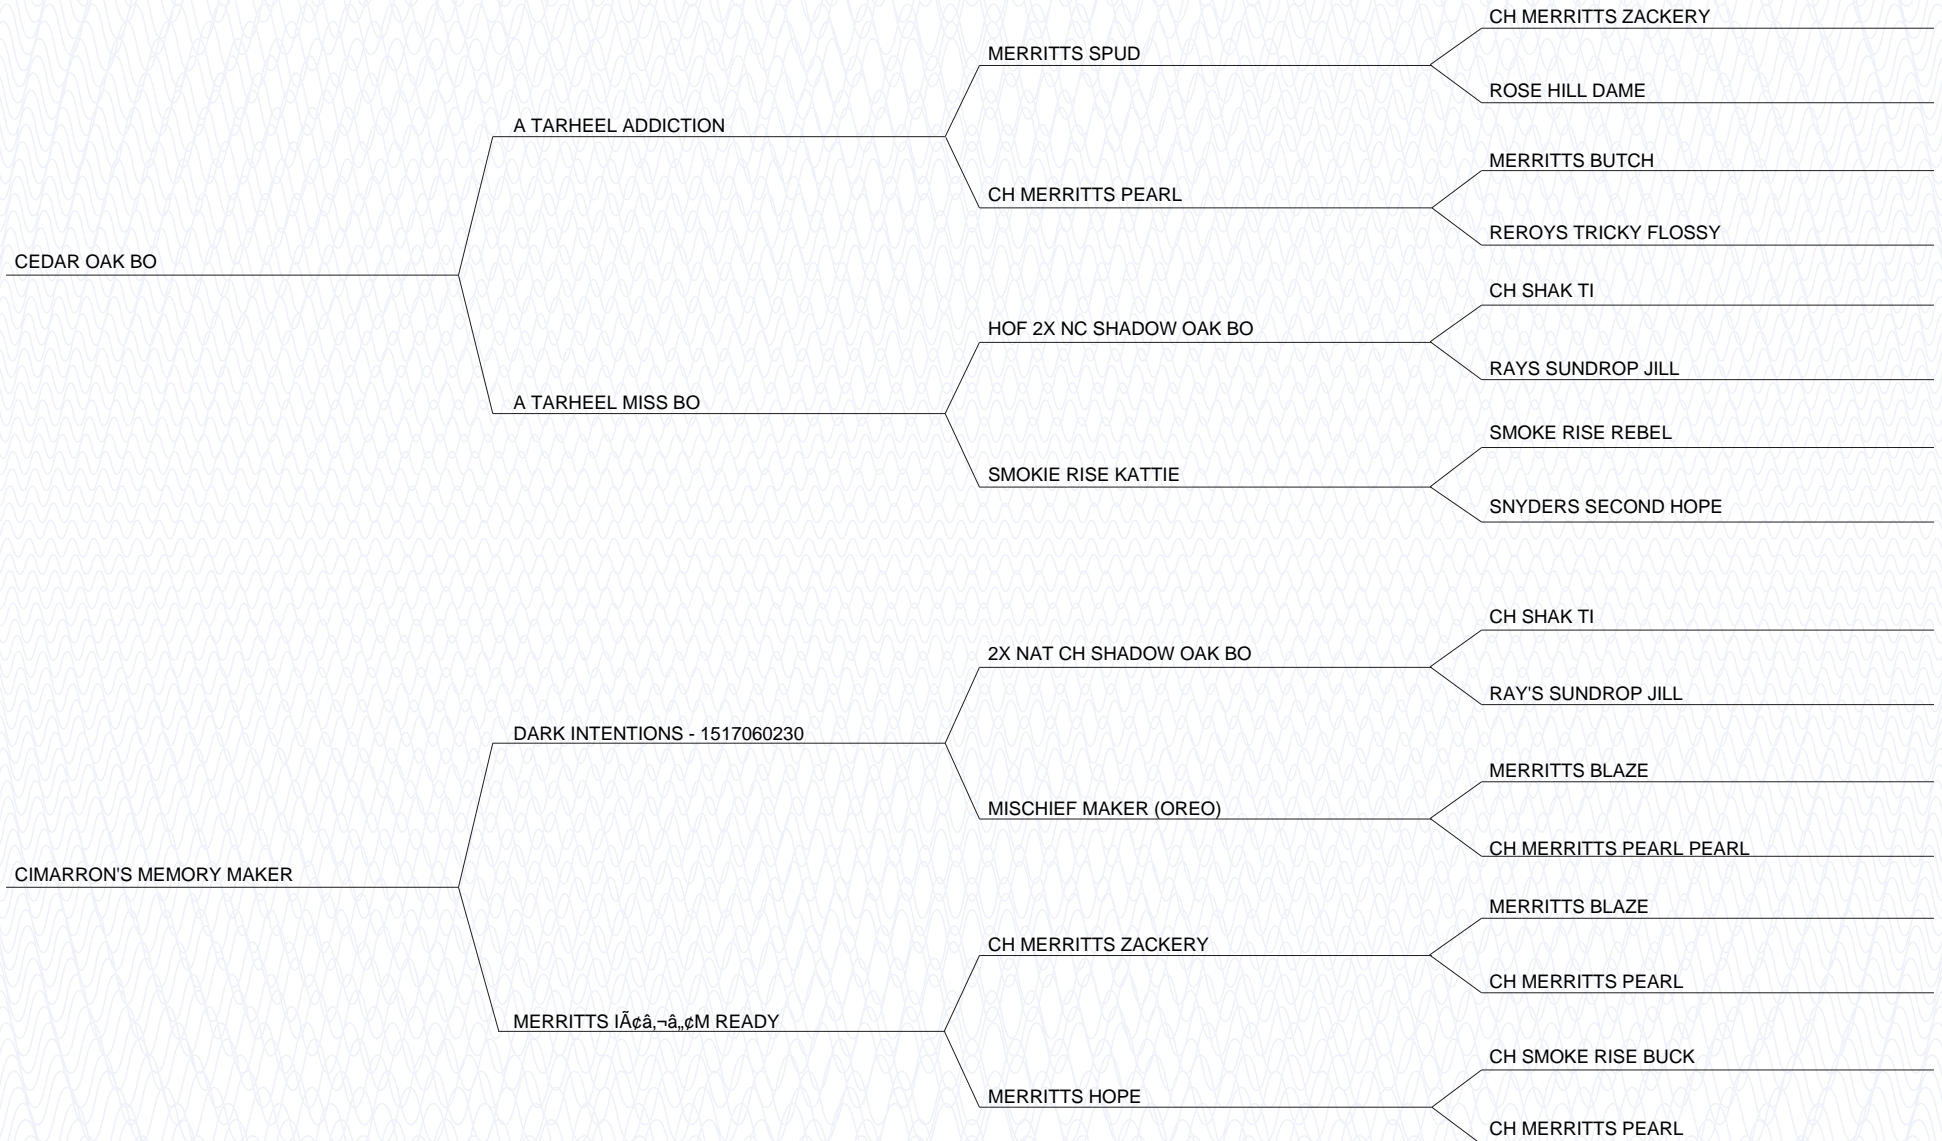 CH MERRITTS ZACKERY
MERRITTS SPUD
ROSE HILL DAME
A TARHEEL ADDICTION
MERRITTS BUTCH
CH MERRITTS PEARL
REROYS TRICKY FLOSSY
CEDAR OAK BO
CH SHAK TI
HOF 2X NC SHADOW OAK BO
RAYS SUNDROP JILL
A TARHEEL MISS BO
SMOKE RISE REBEL
SMOKIE RISE KATTIE
SNYDERS SECOND HOPE
CH SHAK TI
2X NAT CH SHADOW OAK BO
RAY'S SUNDROP JILL
DARK INTENTIONS - 1517060230
MERRITTS BLAZE
MISCHIEF MAKER (OREO)
CH MERRITTS PEARL PEARL
CIMARRON'S MEMORY MAKER
MERRITTS BLAZE
CH MERRITTS ZACKERY
CH MERRITTS PEARL
MERRITTS IÃ¢â‚¬â„¢M READY
CH SMOKE RISE BUCK
MERRITTS HOPE
CH MERRITTS PEARL